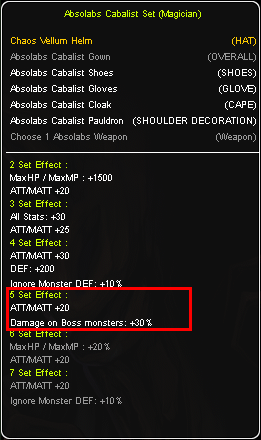 Absolabs Cabalist Set (Magician)
Chaos Vellum Helm (HAT)
Absolabs Cabalist Gown (OVERALL)
Absolabs Cabalist Shoes (SHOES)
Absolabs Cabalist Gloves (GLOVE)
Absolabs Cabalist Cloak (CAPE)
Absolabs Cabalist Pauldron (SHOULDER DECORATION)
Choose 1 Absolabs Weapon (Weapon)
2 Set Effect :
MaxHP / MaxMP : +1500
ATT/MATT +20
3 Set Effect :
All Stats: +30
ATT/MATT +25
4 Set Effect :
ATT/MATT +30
DEF: +200
Ignore Monster DEF: +10%
5 Set Effect :
ATT/MATT +20
Damage on Boss monsters: +30%
6 Set Effect :
MaxHP / MaxMP : +20%
ATT/MATT +20
7 Set Effect :
ATT/MATT +20
Ignore Monster DEF: +10%